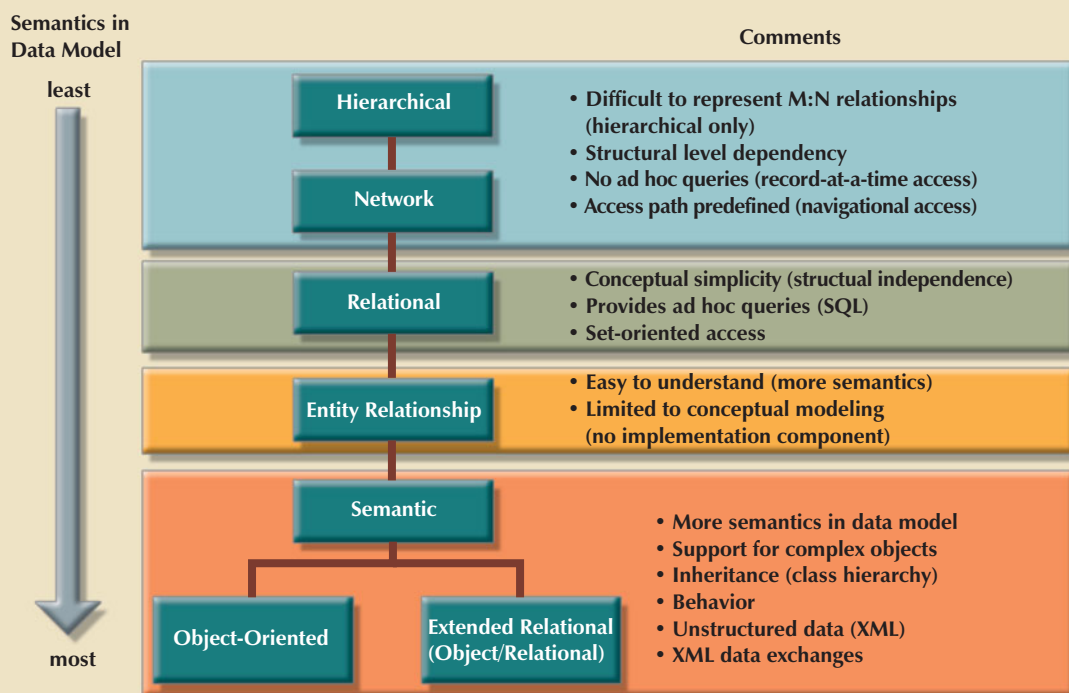 Semantics in
Data Model
Comments
least
Hierarchical
• Difficult to represent M:N relationships
(hierarchical only)
• Structural level dependency
• No ad hoc queries (record-at-a-time access)
• Access path predefined (navigational access)
Network
Relational
• Conceptual simplicity (structual independence)
• Provides ad hoc queries (SQL)
• Set-oriented access
Entity Relationship
• Easy to understand (more semantics)
• Limited to conceptual modeling
(no implementation component)
Semantic
• More semantics in data model
• Support for complex objects
• Inheritance (class hierarchy)
• Behavior
• Unstructured data (XML)
• XML data exchanges
Object-Oriented
Extended Relational
(Object/Relational)
most